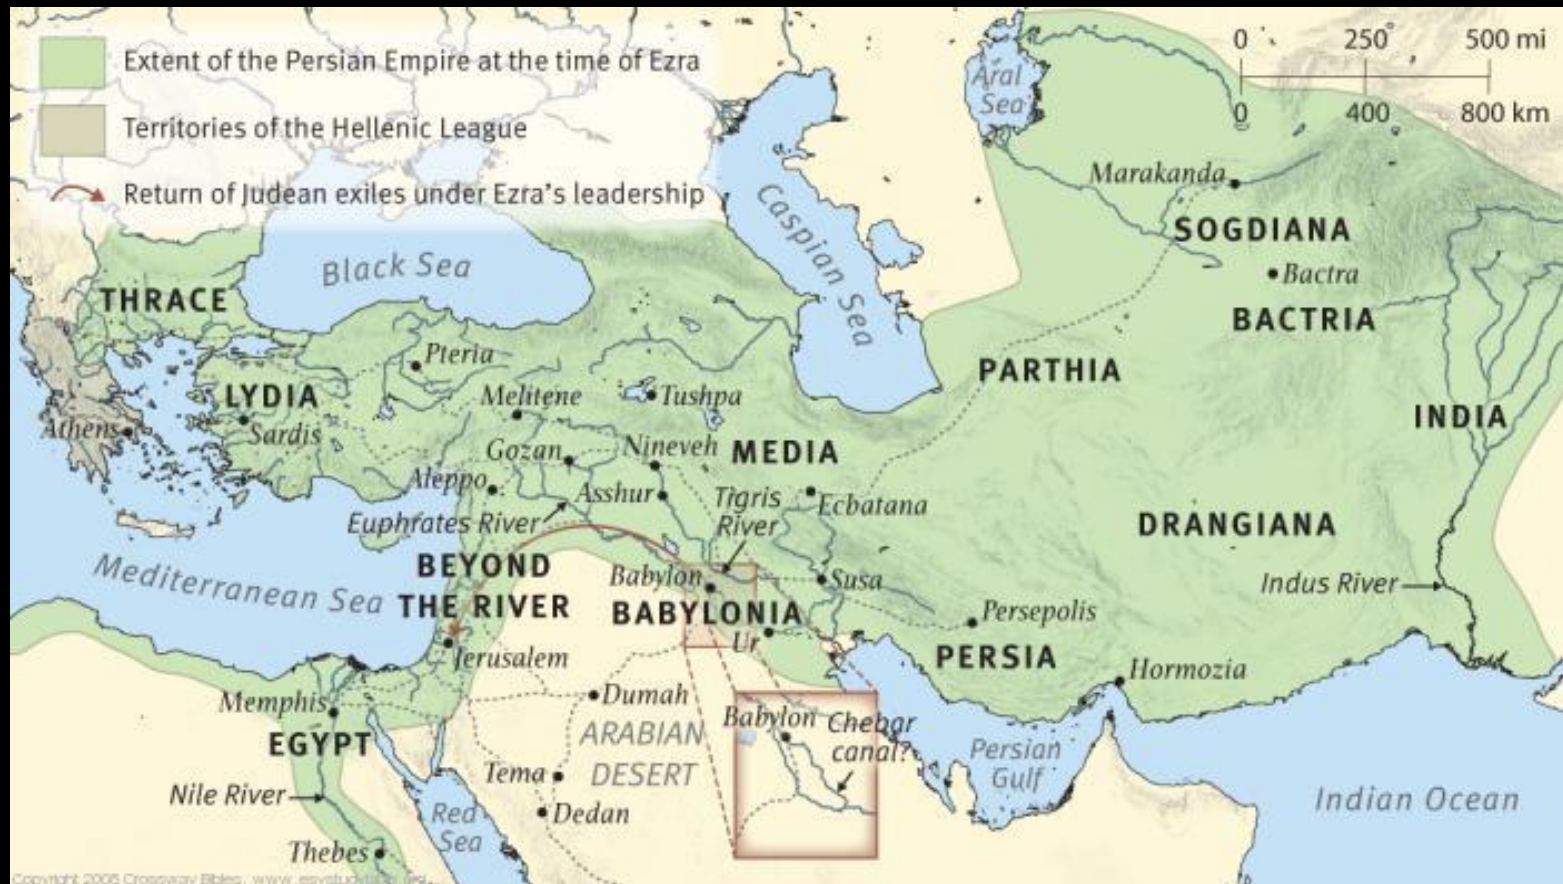 Extent of the Persian Empire at the time of Ezra
Territories of the Hellenic League
Return of Judean exiles under Ezra's leadership
0 250 500 mi
0 400 800 km
Aral
Sea
Marakanda
SOGDIANA
Caspian Sea
Black Sea
Bactra
THRACE
BACTRIA
Pteria
PARTHIA
LYDIA
Melitene
Tushpa
INDIA
Athens
Sardis
Gozan
Nineveh
MEDIA
Aleppo
Asshur
Tigris
River
Ecbatana
Euphrates River
DRANGIANA
BEYOND
THE RIVER
Mediterranean Sea
Babylon
Susa
Indus River
BABYLONIA
Persepolis
Ur
Jerusalem
PERSIA
Hormozia
Memphis
Dumah
EGYPT
ARABIAN
DESERT
Babylon
Chebar
canal?
Persian
Gulf
Tema
Nile River
Dedan
Red
Sea
Indian Ocean
Thebes
Copyright 2008 Crossway Bibles.